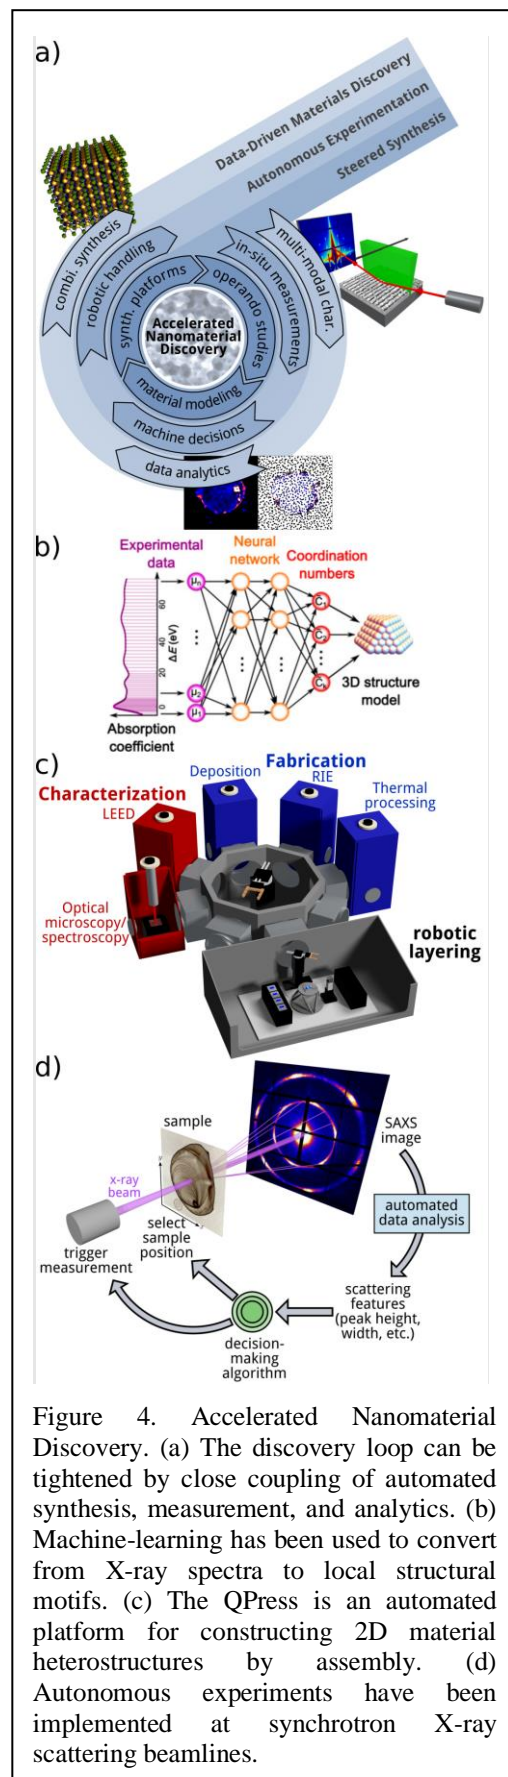 a)
Data-Driven Materials Discovery
Autonomous Experimentation
Steered Synthesis
combi. synthesis
robotic handling
synth. platforms
operando studies
in-situ measurements
multi-modal char.
Accelerated
Nanomaterial
Discovery
material modeling
machine decisions
data analytics
b)
Experimental
data
Neural
network
Coordination
numbers
ΔE (eV)
60
40
20
0
Absorption
coefficient
μn
μ2
μ1
C1
C2
3D structure
model
c)
Fabrication
Deposition
RIE
Thermal
processing
Characterization
LEED
Optical
microscopy/
spectroscopy
robotic
layering
d)
sample
SAXS
image
x-ray
beam
automated
data analysis
select
sample
position
trigger
measurement
scattering
features
(peak height,
width, etc.)
decision-
making
algorithm
Figure 4. Accelerated Nanomaterial
Discovery. (a) The discovery loop can be
tightened by close coupling of automated
synthesis, measurement, and analytics. (b)
Machine-learning has been used to convert
from X-ray spectra to local structural
motifs. (c) The QPress is an automated
platform for constructing 2D material
heterostructures by assembly. (d)
Autonomous experiments have been
implemented at synchrotron X-ray
scattering beamlines.